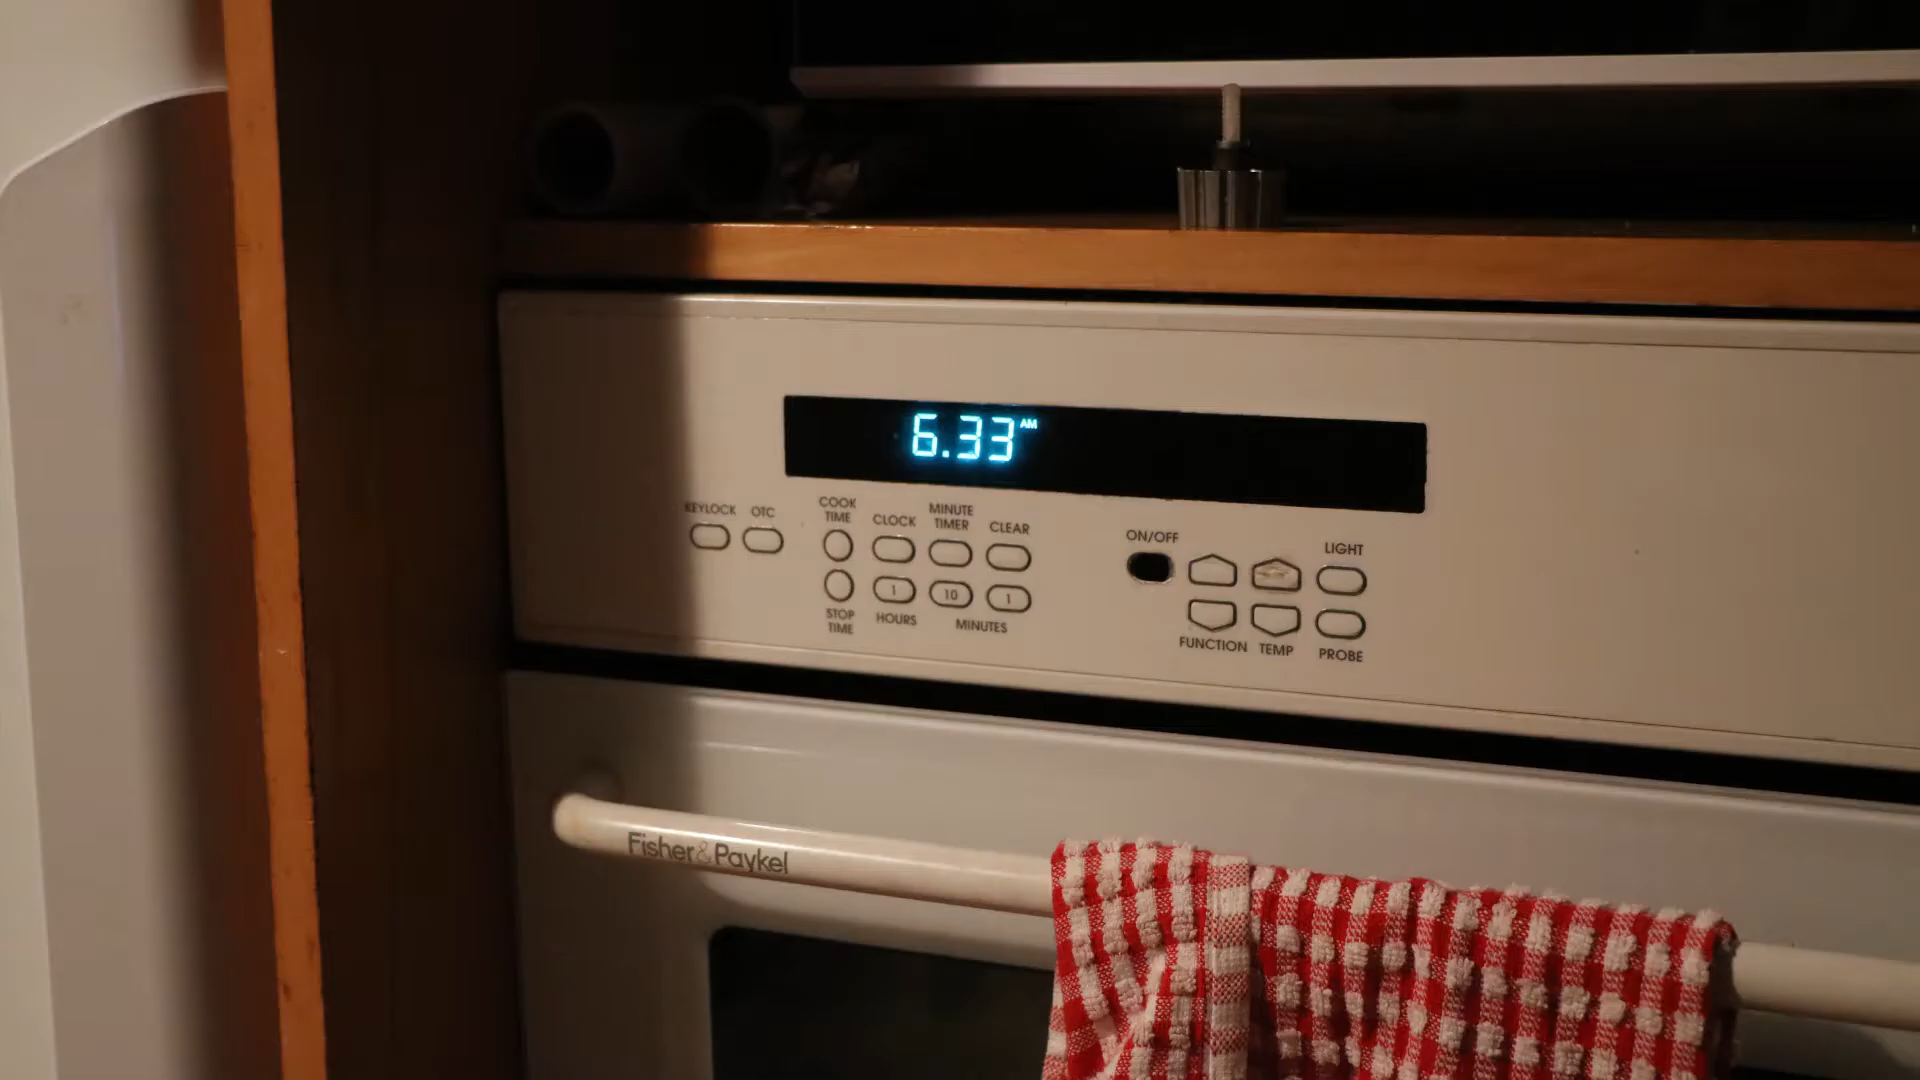 6.33 AM
KEYLOCK
OTC
COOK
TIME
CLOCK
MINUTE
TIMER
CLEAR
1
10
1
STOP
TIME
HOURS
MINUTES
ON/OFF
LIGHT
FUNCTION
TEMP
PROBE
Fisher&Paykel